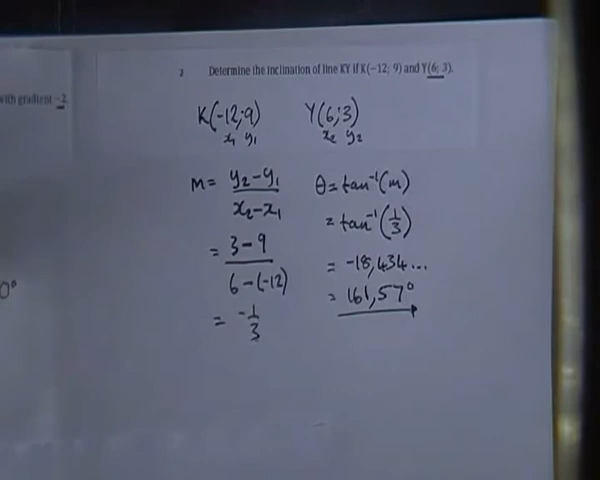 with gradient -2.
0°
2 Determine the inclination of line KY if K(-12; 9) and Y(6; 3).
K(-12;9) Y(6;3)
x₁ y₁ x₂ y₂
M = y₂-y₁ / x₂-x₁
= 3-9 / 6-(-12)
= -1/3
θ = tan⁻¹(m)
= tan⁻¹(1/3)
= -18,434...
= 161,57°